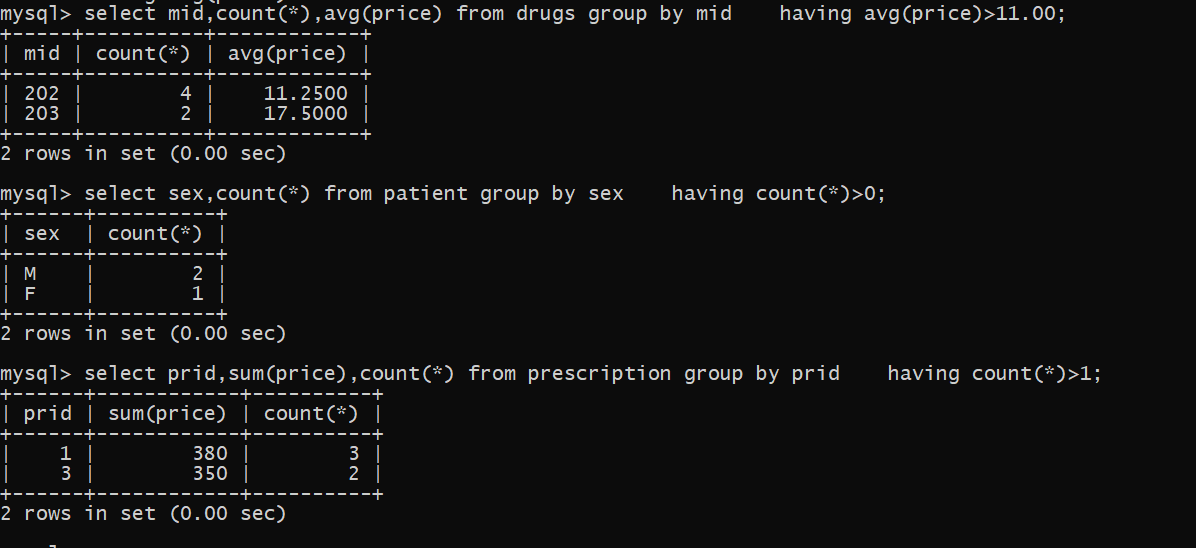 mysql> select mid,count(*),avg(price) from drugs group by mid    having avg(price)>11.00;
+-----+----------+------------+
| mid | count(*) | avg(price) |
+-----+----------+------------+
| 202 |        4 |    11.2500 |
| 203 |        2 |    17.5000 |
+-----+----------+------------+
2 rows in set (0.00 sec)
mysql> select sex,count(*) from patient group by sex    having count(*)>0;
+------+----------+
| sex  | count(*) |
+------+----------+
| M    |        2 |
| F    |        1 |
+------+----------+
2 rows in set (0.00 sec)
mysql> select prid,sum(price),count(*) from prescription group by prid    having count(*)>1;
+------+------------+----------+
| prid | sum(price) | count(*) |
+------+------------+----------+
|    1 |        380 |        3 |
|    3 |        350 |        2 |
+------+------------+----------+
2 rows in set (0.00 sec)